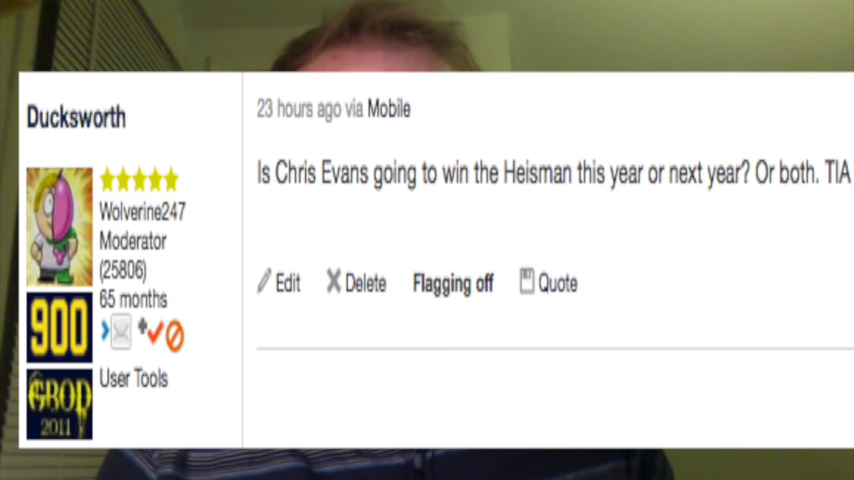 Ducksworth
23 hours ago via Mobile
Is Chris Evans going to win the Heisman this year or next year? Or both. TIA
Wolverine247
Moderator
(25806)
65 months
900
Edit Delete Flagging off Quote
User Tools
GBOD
2011